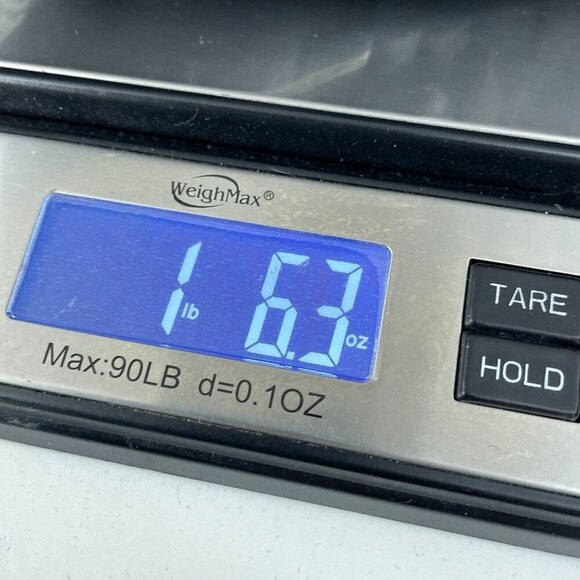 WeighMax®
1 lb 6.3 oz
Max:90LB d=0.1OZ
TARE
HOLD